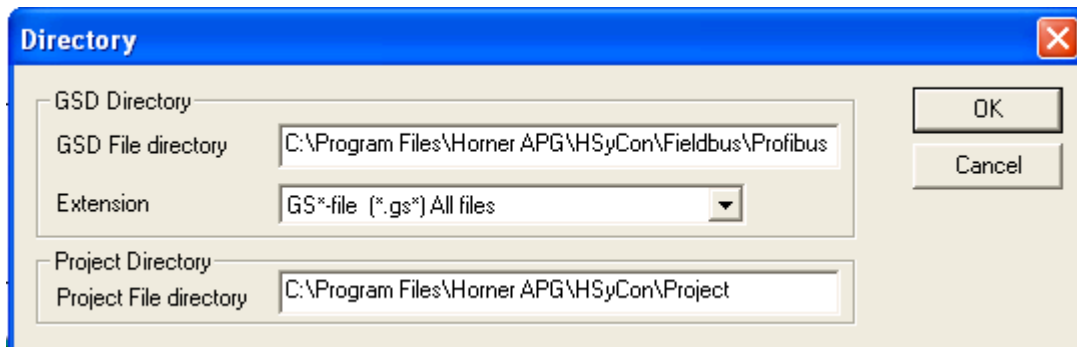 Directory
GSD Directory
GSD File directory
C:\Program Files\Horner APG\HSyCon\Fieldbus\Profibus
Extension
GS*-file (*.gs*) All files
OK
Cancel
Project Directory
Project File directory
C:\Program Files\Horner APG\HSyCon\Project